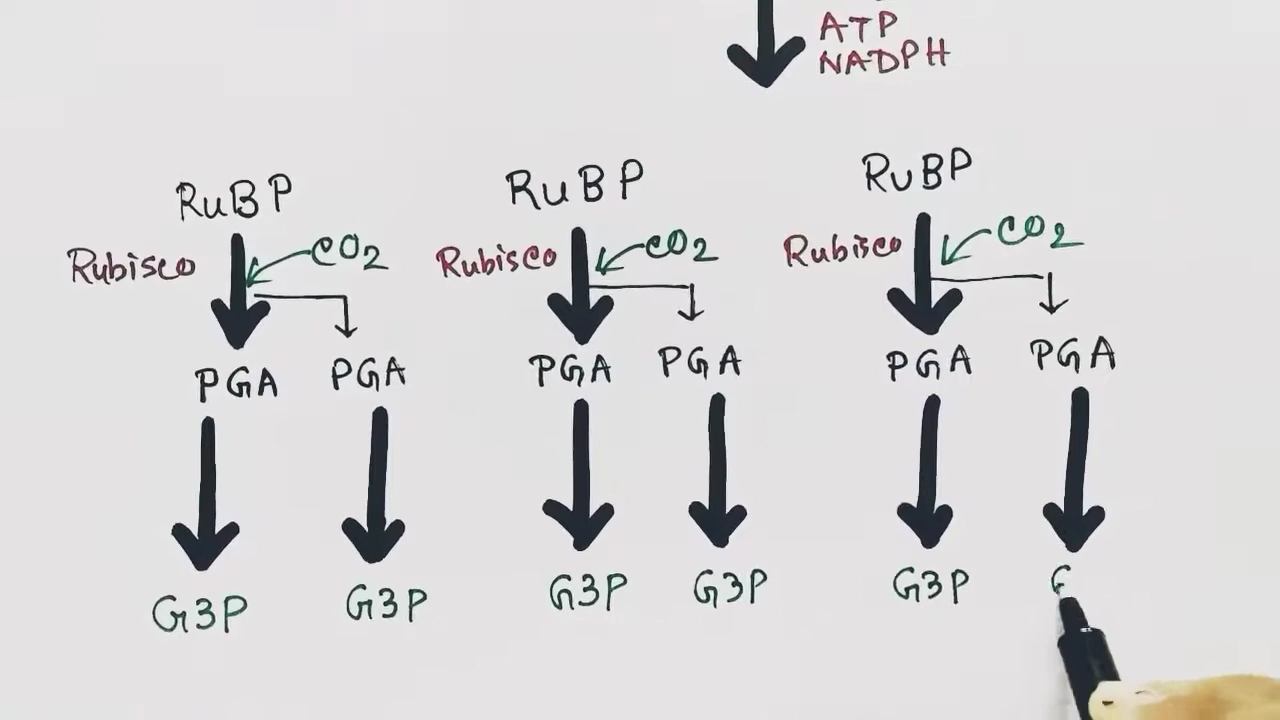 ATP
NADPH
RuBP RuBP RuBP
Rubisco CO2 Rubisco CO2 Rubisco CO2
PGA PGA PGA PGA PGA PGA
G3P G3P G3P G3P G3P G